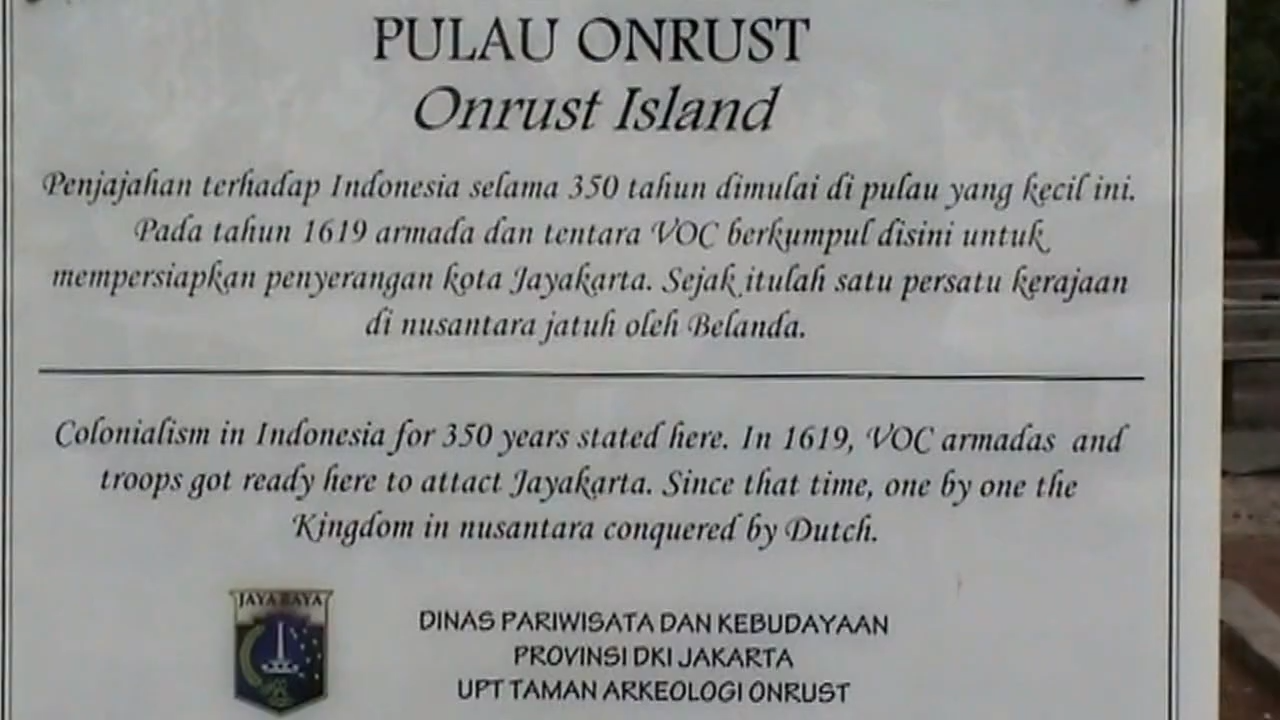 PULAU ONRUST
Onrust Island
Penjajahan terhadap Indonesia selama 350 tahun dimulai di pulau yang kecil ini.
Pada tahun 1619 armada dan tentara VOC berkumpul disini untuk
mempersiapkan penyerangan kota Jayakarta. Sejak itulah satu persatu kerajaan
di nusantara jatuh oleh Belanda.
Colonialism in Indonesia for 350 years stated here. In 1619, VOC armadas and
troops got ready here to attact Jayakarta. Since that time, one by one the
Kingdom in nusantara conquered by Dutch.
JAYA RAYA
DINAS PARIWISATA DAN KEBUDAYAAN
PROVINSI DKI JAKARTA
UPT TAMAN ARKEOLOGI ONRUST